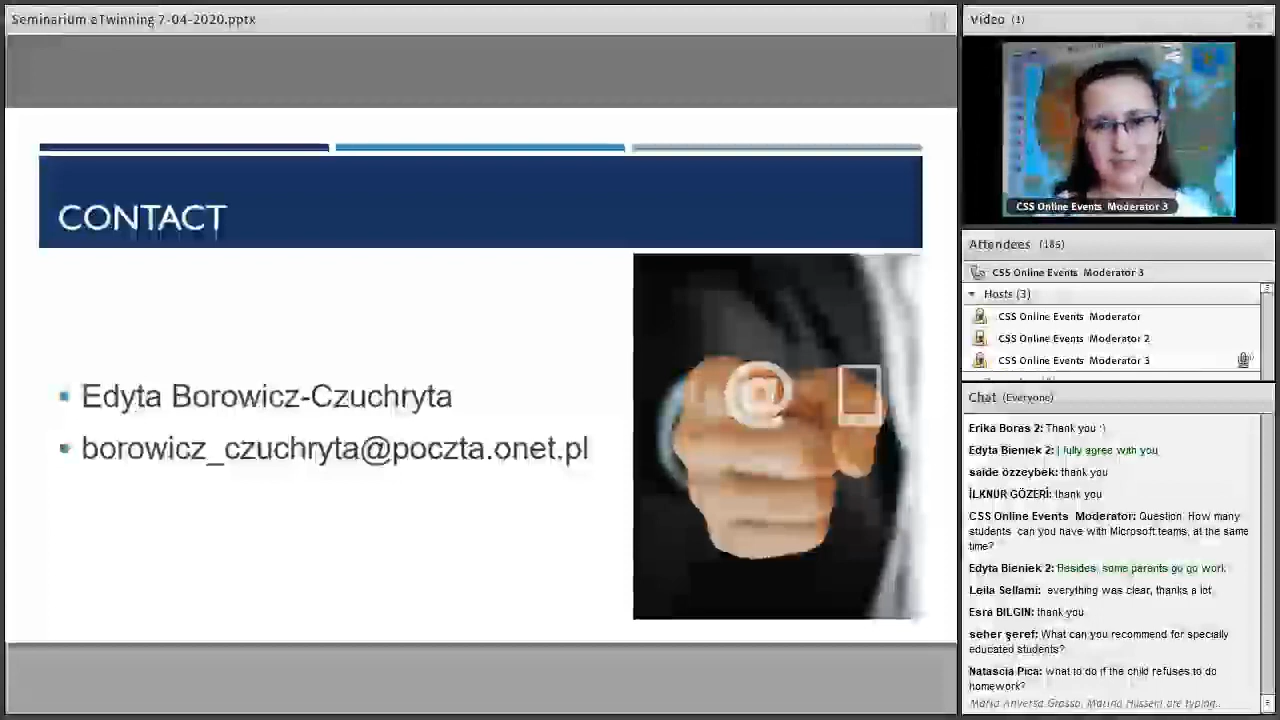 Seminarium eTwinning 7-04-2020.pptx
CONTACT
Edyta Borowicz-Czuchryta
borowicz_czuchryta@poczta.onet.pl
@
Video (1)
CSS Online Events Moderator 3
Attendees (186)
CSS Online Events Moderator 3
Hosts (3)
CSS Online Events Moderator
CSS Online Events Moderator 2
CSS Online Events Moderator 3
Chat (Everyone)
Erika Boras 2: Thank you :)
Edyta Bieniek 2: I fully agree with you
saide özzeybek: thank you
İLKNUR GÖZERİ: thank you
CSS Online Events Moderator: Question: How many
students can you have with Microsoft teams, at the same
time?
Edyta Bieniek 2: Besides, some parents go go work
Leila Sellami: everything was clear, thanks a lot
Esra BILGIN: thank you
seher şeref: What can you recommend for specially
educated students?
Natascia Pica: what to do if the child refuses to do
homework?
Maria Anversa Grasso, Marina Hussein are typing...